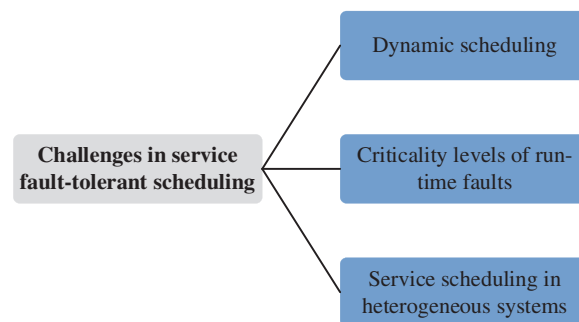 Dynamic scheduling
Challenges in service
fault-tolerant scheduling
Criticality levels of run-
time faults
Service scheduling in
heterogeneous systems